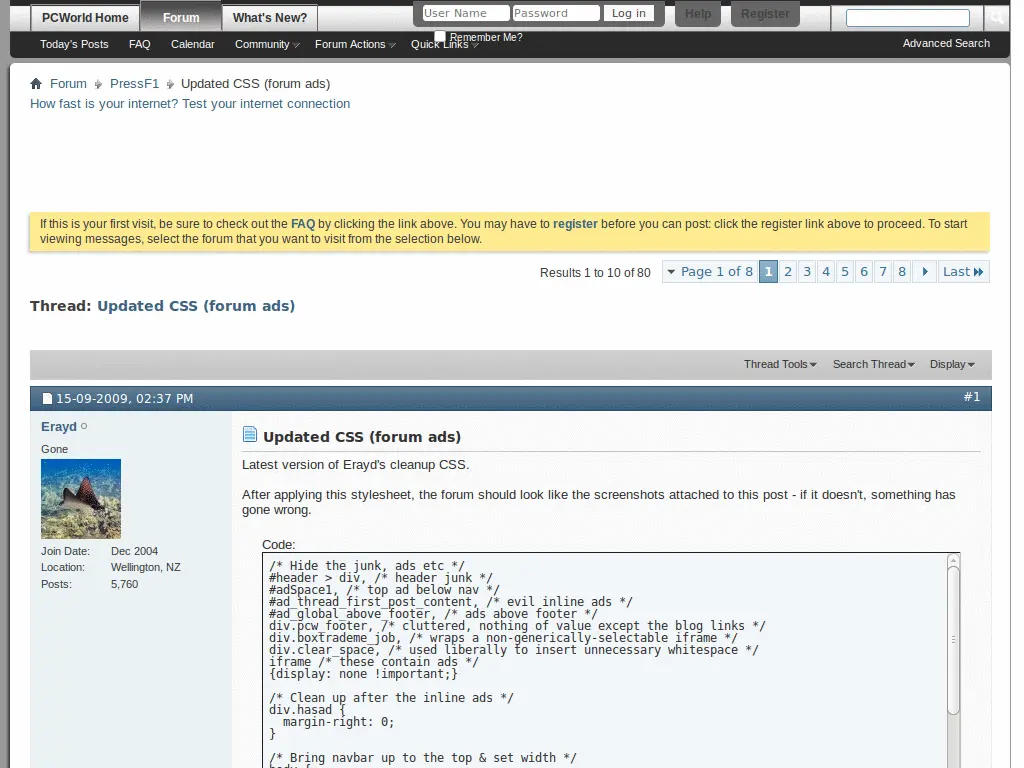 PCWorld Home Forum What's New? User Name Password Log in Help Register
Remember Me?
Today's Posts FAQ Calendar Community Forum Actions Quick Links Advanced Search
Forum PressF1 Updated CSS (forum ads)
How fast is your internet? Test your internet connection
If this is your first visit, be sure to check out the FAQ by clicking the link above. You may have to register before you can post: click the register link above to proceed. To start
viewing messages, select the forum that you want to visit from the selection below.
Results 1 to 10 of 80 Page 1 of 8 1 2 3 4 5 6 7 8 Last
Thread: Updated CSS (forum ads)
Thread Tools Search Thread Display
15-09-2009, 02:37 PM #1
Erayd
Gone
Join Date: Dec 2004
Location: Wellington, NZ
Posts: 5,760
Updated CSS (forum ads)
Latest version of Erayd's cleanup CSS.
After applying this stylesheet, the forum should look like the screenshots attached to this post - if it doesn't, something has
gone wrong.
Code:
/* Hide the junk, ads etc */
#header > div, /* header junk */
#adSpace1, /* top ad below nav */
#ad_thread_first_post_content, /* evil inline ads */
#ad_global_above_footer, /* ads above footer */
div.pcw_footer, /* cluttered, nothing of value except the blog links */
div.boxtrademe_job, /* wraps a non-generically-selectable iframe */
div.clear_space, /* used liberally to insert unnecessary whitespace */
iframe /* these contain ads */
{display: none !important;}
/* Clean up after the inline ads */
div.hasad {
margin-right: 0;
}
/* Bring navbar up to the top & set width */
body {